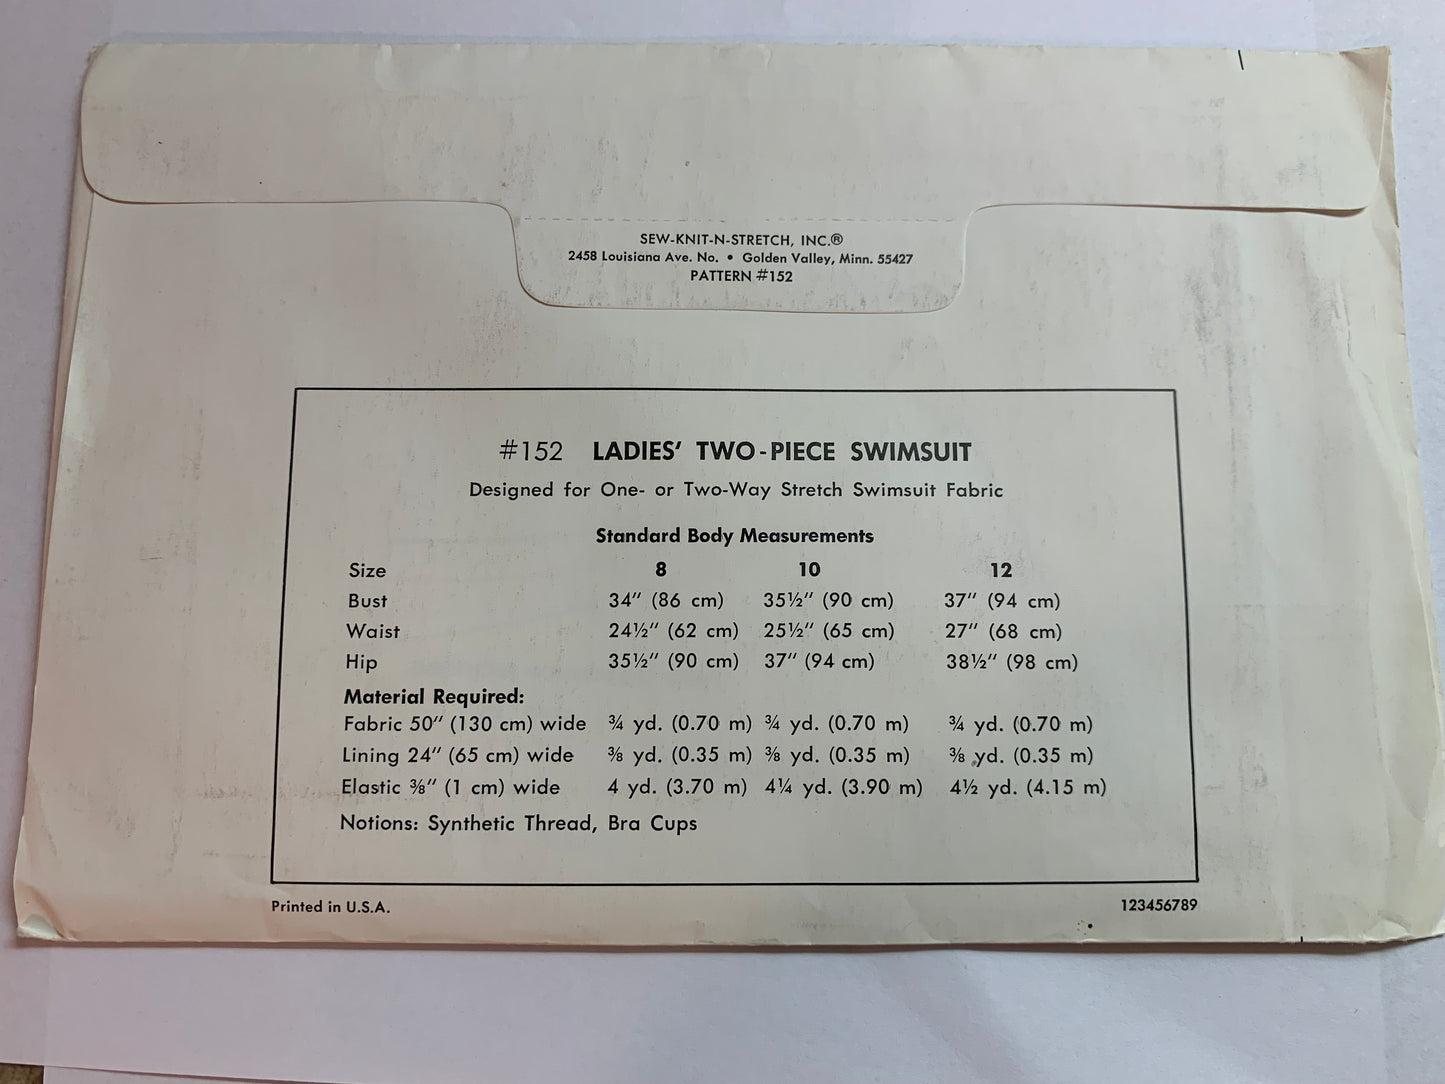 SEW-KNIT-N-STRETCH, INC.®
2458 Louisiana Ave. No. • Golden Valley, Minn. 55427
PATTERN #152
#152 LADIES' TWO-PIECE SWIMSUIT
Designed for One- or Two-Way Stretch Swimsuit Fabric
Standard Body Measurements
Size 8 10 12
Bust 34″ (86 cm) 35½″ (90 cm) 37″ (94 cm)
Waist 24½″ (62 cm) 25½″ (65 cm) 27″ (68 cm)
Hip 35½″ (90 cm) 37″ (94 cm) 38½″ (98 cm)
Material Required:
Fabric 50″ (130 cm) wide ¾ yd. (0.70 m) ¾ yd. (0.70 m) ¾ yd. (0.70 m)
Lining 24″ (65 cm) wide ⅜ yd. (0.35 m) ⅜ yd. (0.35 m) ⅜ yd. (0.35 m)
Elastic ⅜″ (1 cm) wide 4 yd. (3.70 m) 4¼ yd. (3.90 m) 4½ yd. (4.15 m)
Notions: Synthetic Thread, Bra Cups
Printed in U.S.A. 123456789